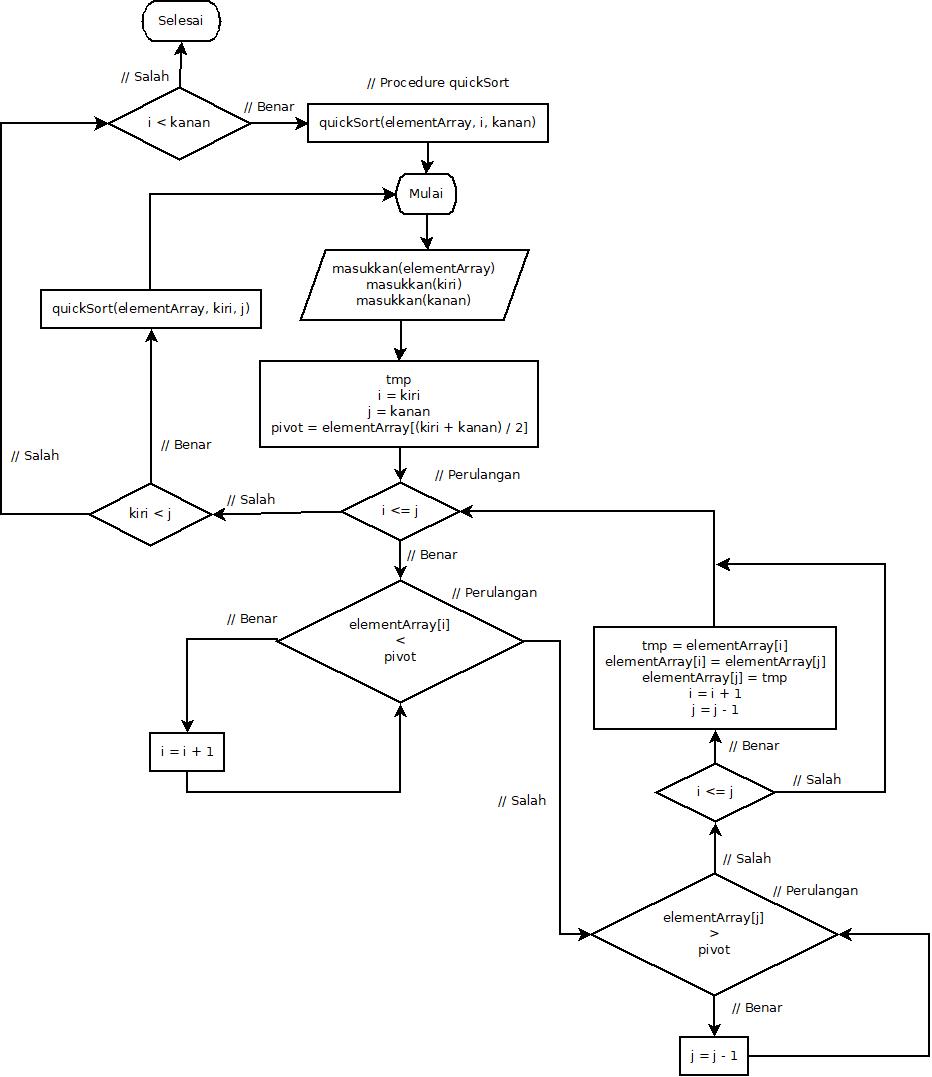 Selesai
// Salah
// Procedure quickSort
i < kanan
// Benar
quickSort(elementArray, i, kanan)
Mulai
masukkan(elementArray)
masukkan(kiri)
masukkan(kanan)
quickSort(elementArray, kiri, j)
tmp
i = kiri
j = kanan
pivot = elementArray[(kiri + kanan) / 2]
// Salah
// Benar
// Perulangan
kiri < j
// Salah
i <= j
// Benar
// Perulangan
// Benar
elementArray[i]
<
pivot
i = i + 1
// Salah
tmp = elementArray[i]
elementArray[i] = elementArray[j]
elementArray[j] = tmp
i = i + 1
j = j - 1
// Benar
i <= j
// Salah
// Salah
// Perulangan
elementArray[j]
>
pivot
// Benar
j = j - 1